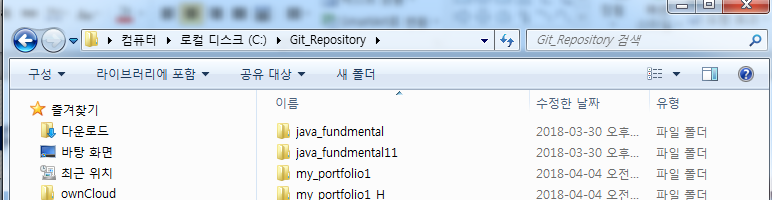 컴퓨터 ▸ 로컬 디스크 (C:) ▸ Git_Repository ▸
Git_Repository 검색
구성 라이브러리에 포함 공유 대상 새 폴더
즐겨찾기
다운로드
바탕 화면
최근 위치
ownCloud
이름 수정한 날짜 유형
java_fundmental 2018-03-30 오후... 파일 폴더
java_fundmental11 2018-03-30 오후... 파일 폴더
my_portfolio1 2018-04-04 오전... 파일 폴더
my_portfolio1_H 2018-04-04 오전... 파일 폴더